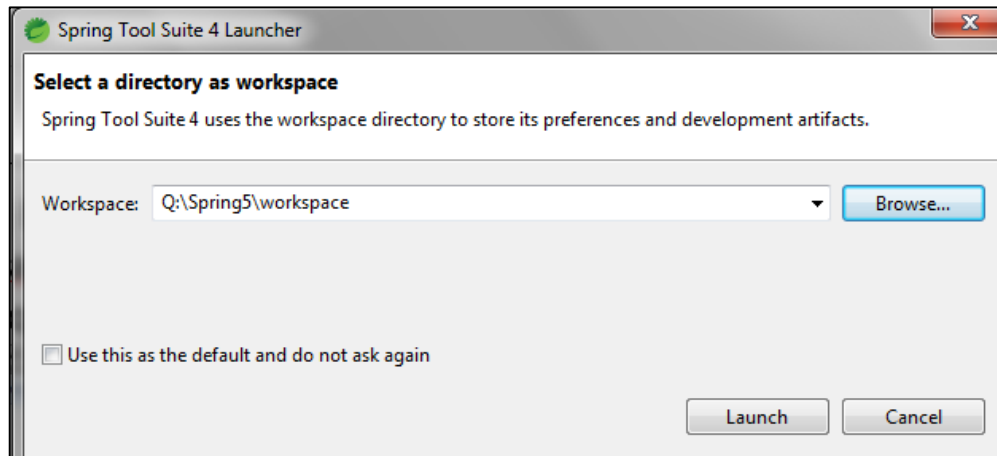 Spring Tool Suite 4 Launcher
Select a directory as workspace
Spring Tool Suite 4 uses the workspace directory to store its preferences and development artifacts.
Workspace: Q:\Spring5\workspace Browse...
Use this as the default and do not ask again
Launch Cancel